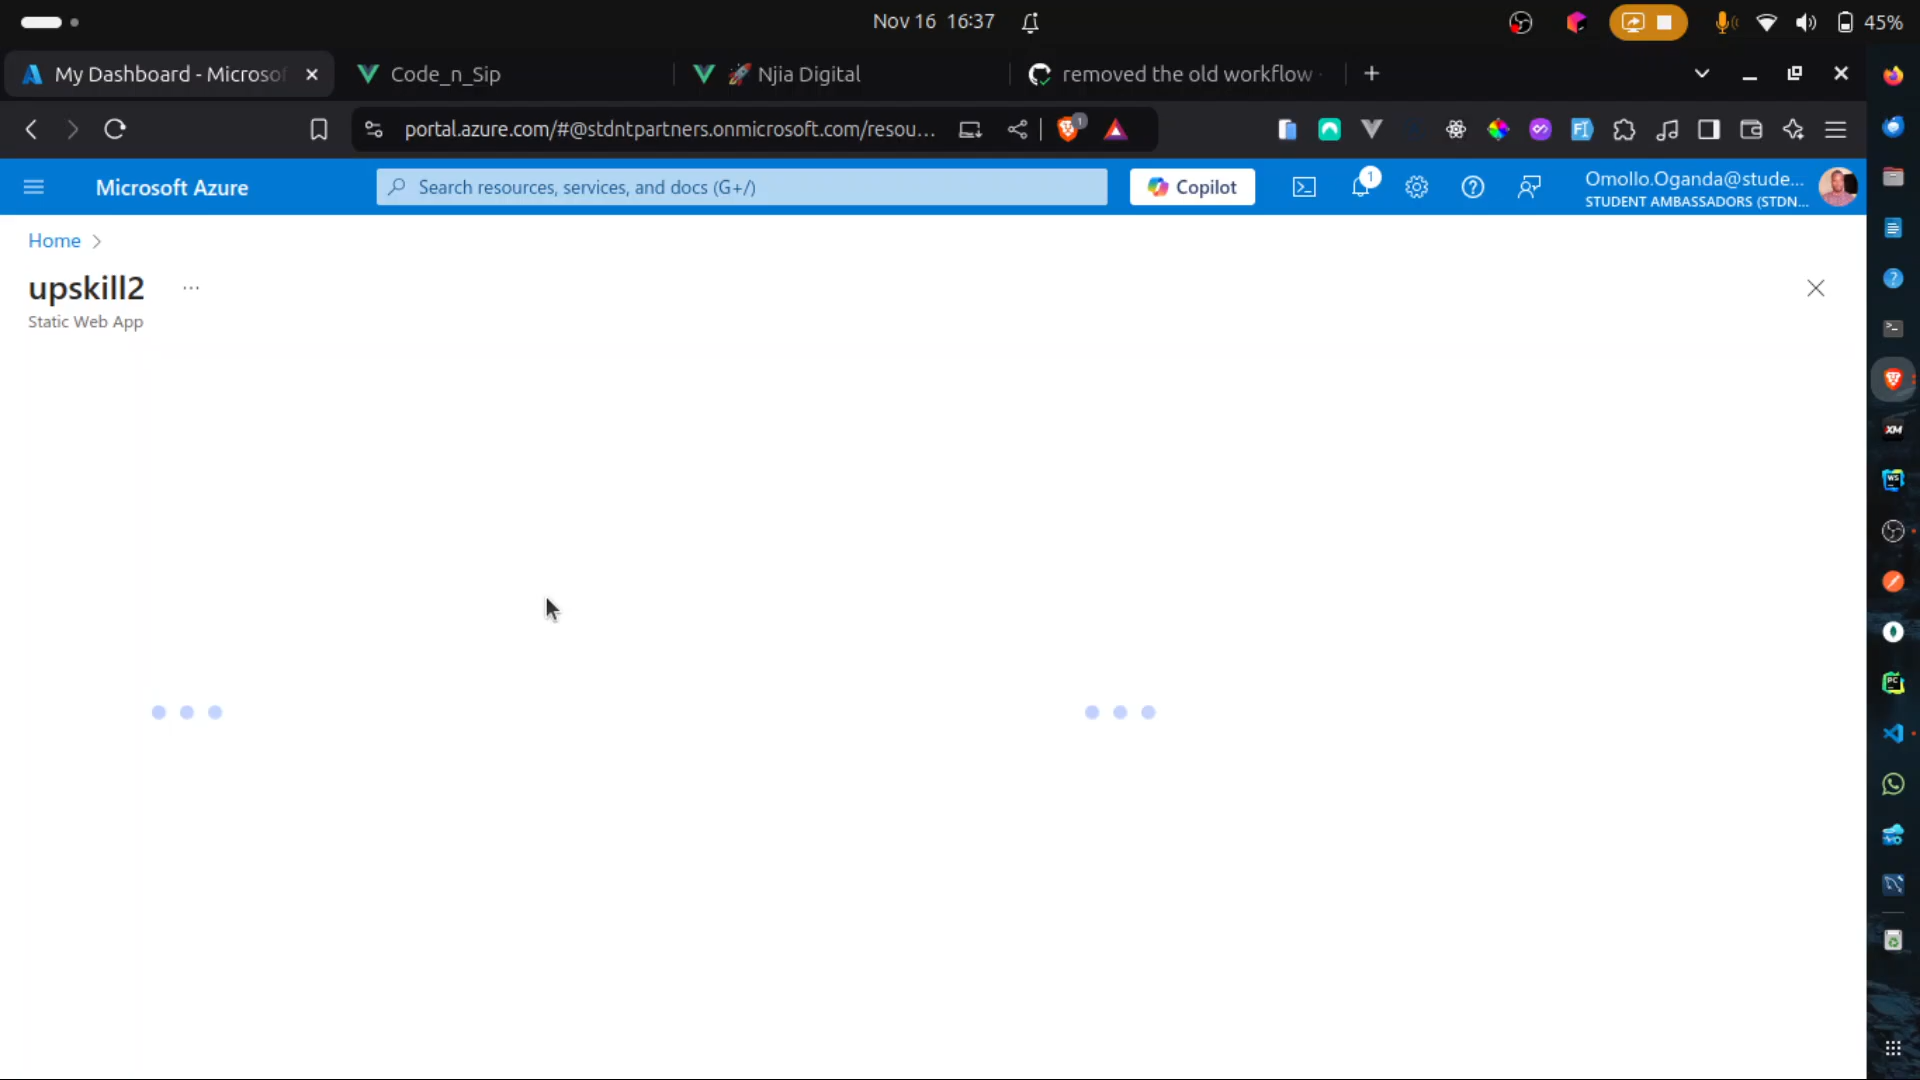 Nov 16 16:37
45%
My Dashboard - Microsof
Code_n_Sip
🚀 Njia Digital
removed the old workflow ·
portal.azure.com/#@stdntpartners.onmicrosoft.com/resou...
1
Microsoft Azure
Search resources, services, and docs (G+/)
Copilot
1
Omollo.Oganda@stude...
STUDENT AMBASSADORS (STDN...
Home
upskill2
Static Web App